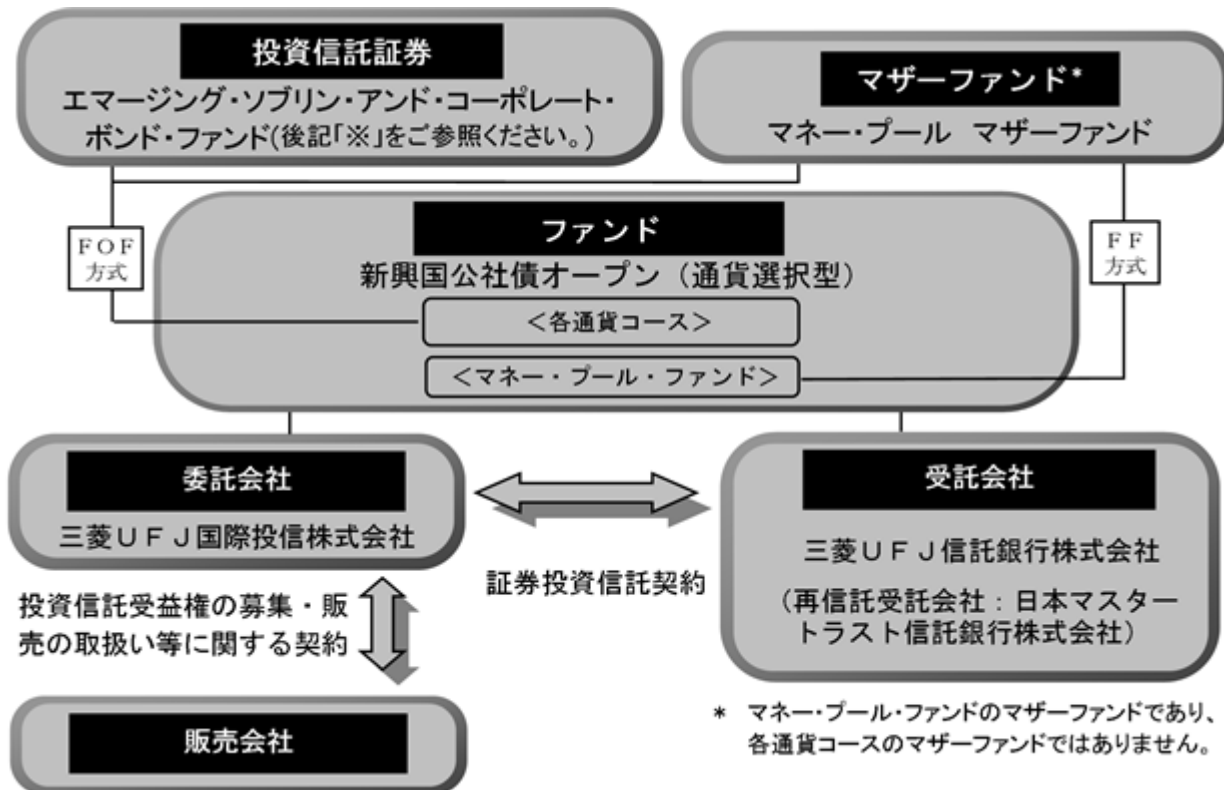 投資信託証券
エマージング・ソブリン・アンド・コーポレート・
ボンド・ファンド(後記「※」をご参照ください。)
マザーファンド*
マネー・プール　マザーファンド
ＦＯＦ
方式
ＦＦ
方式
ファンド
新興国公社債オープン（通貨選択型）
＜各通貨コース＞
＜マネー・プール・ファンド＞
委託会社
三菱ＵＦＪ国際投信株式会社
受託会社
三菱ＵＦＪ信託銀行株式会社
（再信託受託会社：日本マスター
トラスト信託銀行株式会社）
証券投資信託契約
投資信託受益権の募集・販
売の取扱い等に関する契約
販売会社
*　マネー・プール・ファンドのマザーファンドであり、
各通貨コースのマザーファンドではありません。